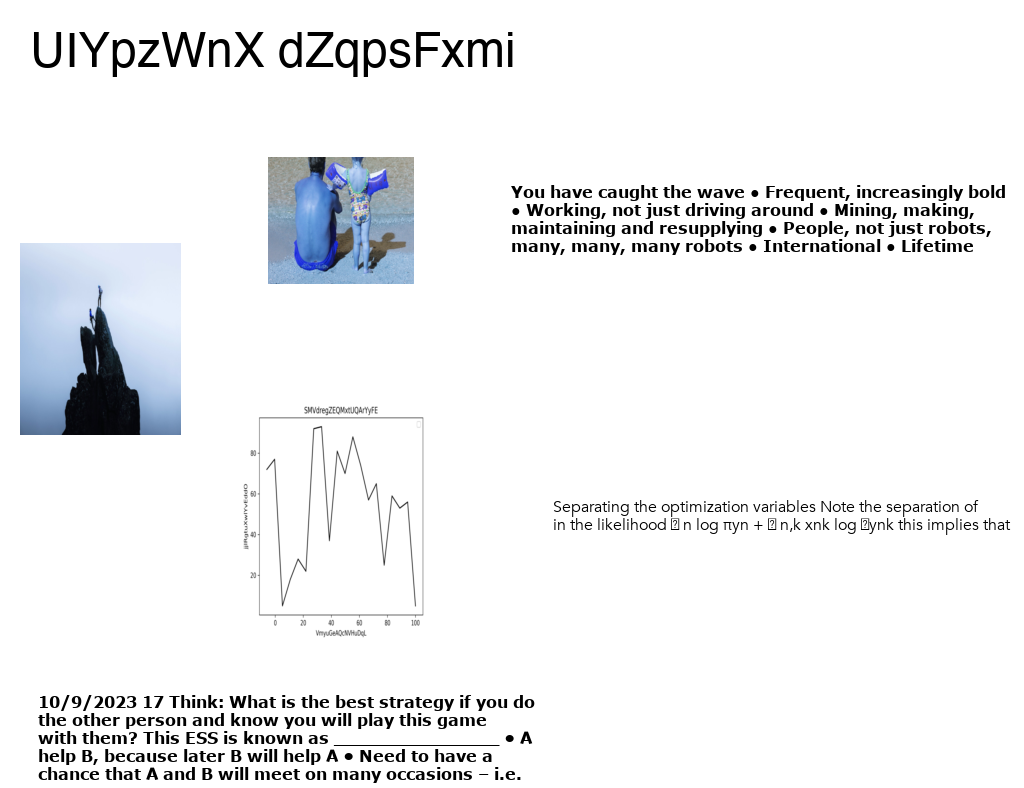 UIYpzWnX dZqpsFxmi
You have caught the wave ● Frequent, increasingly bold
● Working, not just driving around ● Mining, making,
maintaining and resupplying ● People, not just robots,
many, many, many robots ● International ● Lifetime
SMVdregZEQMxtUQArYyFE
80
60
40
20
0 20 40 60 80 100
VmyuGeAQcNVHuDqL
Separating the optimization variables Note the separation of
in the likelihood n log πyn + n,k xnk log ynk this implies that
10/9/2023 17 Think: What is the best strategy if you do
the other person and know you will play this game
with them? This ESS is known as __________________ ● A
help B, because later B will help A ● Need to have a
chance that A and B will meet on many occasions – i.e.